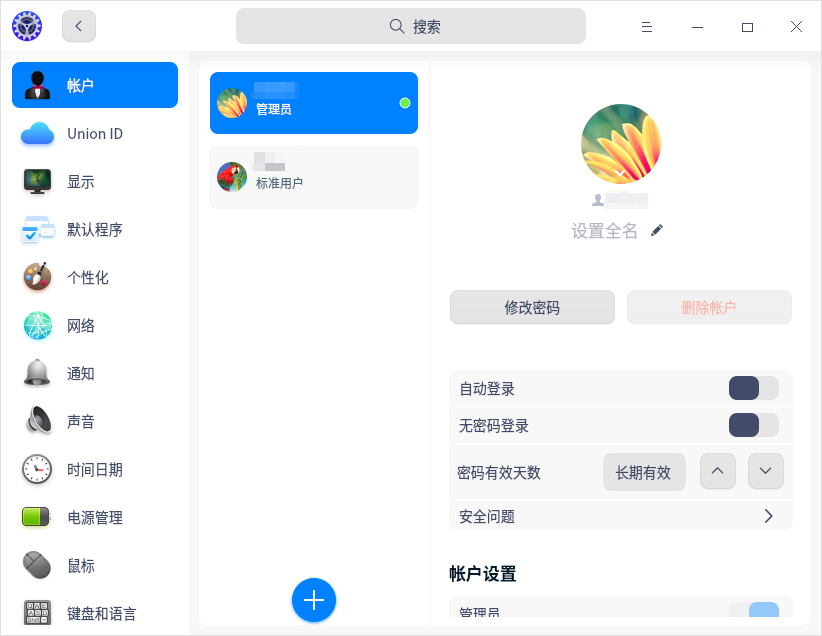 搜索
帐户
Union ID
显示
默认程序
个性化
网络
通知
声音
时间日期
电源管理
鼠标
键盘和语言
管理员
标准用户
设置全名
修改密码
删除帐户
自动登录
无密码登录
密码有效天数
长期有效
安全问题
帐户设置
管理员